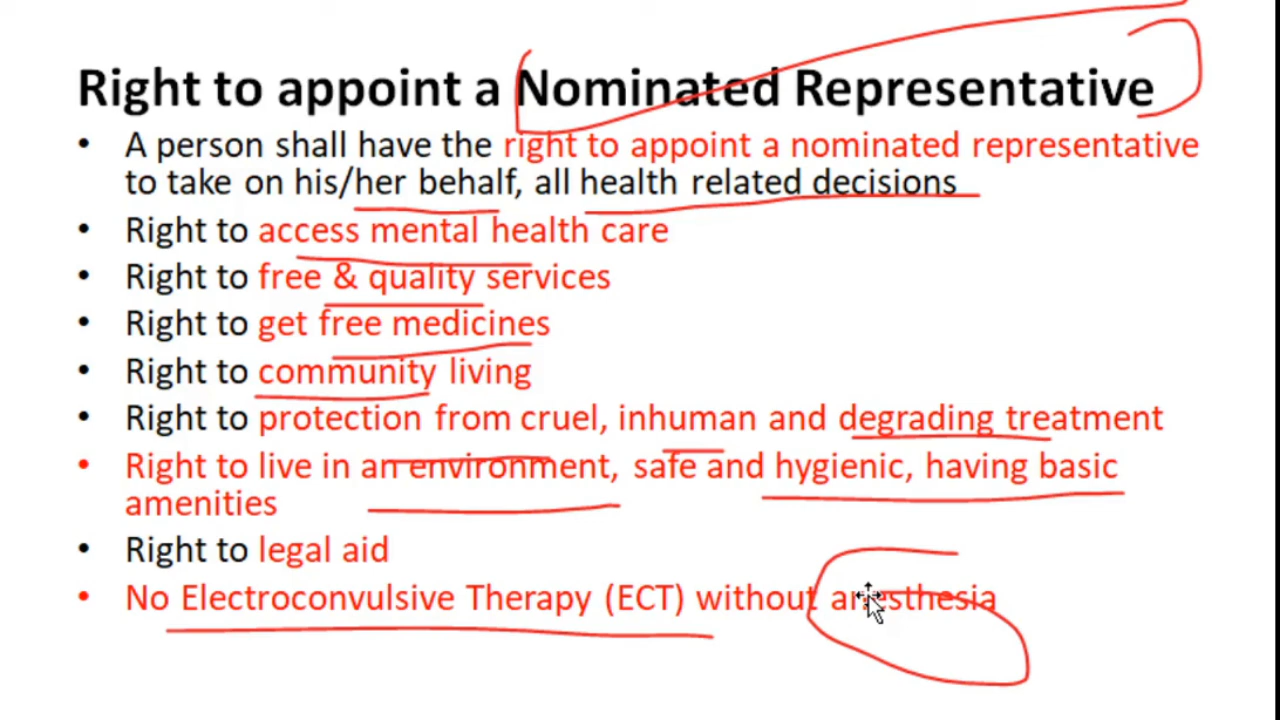 Right to appoint a Nominated Representative
• A person shall have the right to appoint a nominated representative
to take on his/her behalf, all health related decisions
• Right to access mental health care
• Right to free & quality services
• Right to get free medicines
• Right to community living
• Right to protection from cruel, inhuman and degrading treatment
• Right to live in an environment, safe and hygienic, having basic
amenities
• Right to legal aid
• No Electroconvulsive Therapy (ECT) without anesthesia